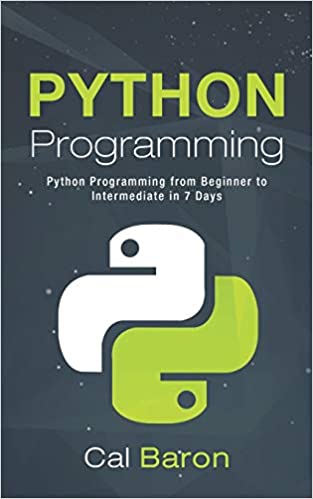 PYTHON
Programming
Python Programming from Beginner to
Intermediate in 7 Days
Cal Baron